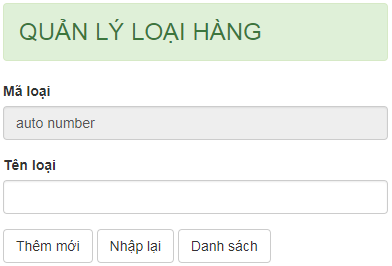 QUẢN LÝ LOẠI HÀNG
Mã loại
auto number
Tên loại
Thêm mới Nhập lại Danh sách